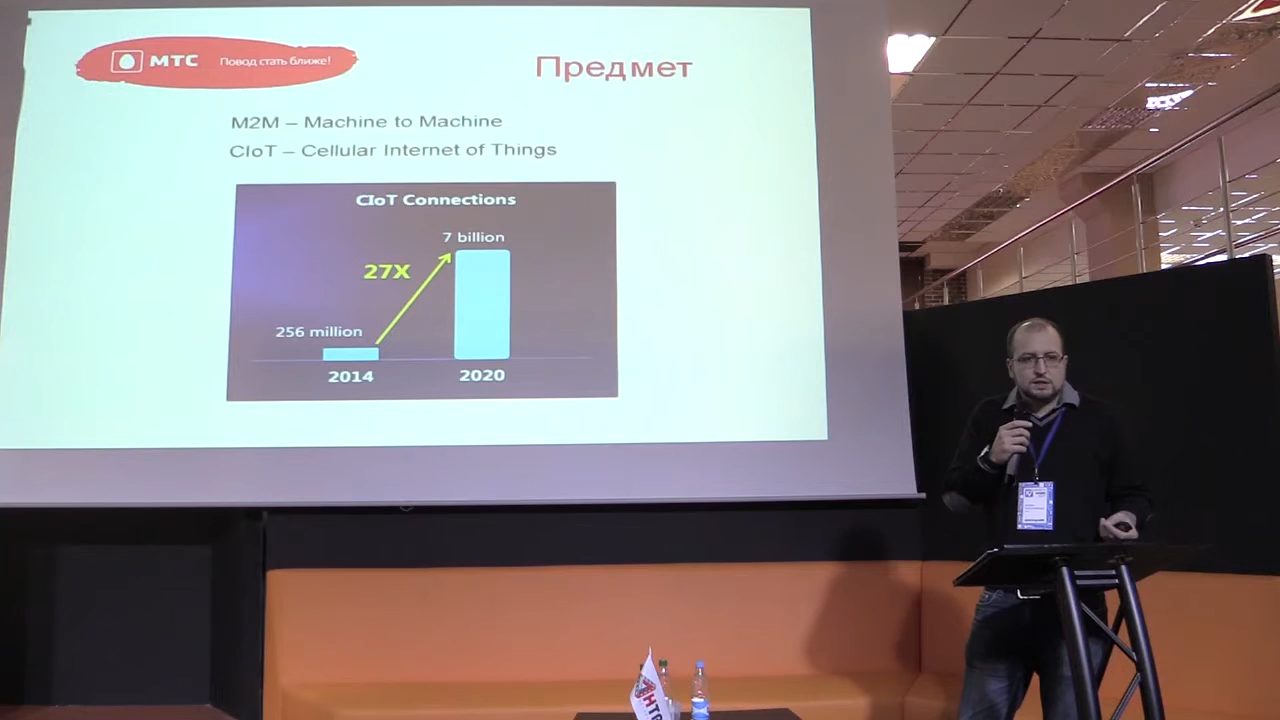 МТС Повод стать ближе!
Предмет
M2M – Machine to Machine
CIoT – Cellular Internet of Things
CIoT Connections
7 billion
27X
256 million
2014 2020